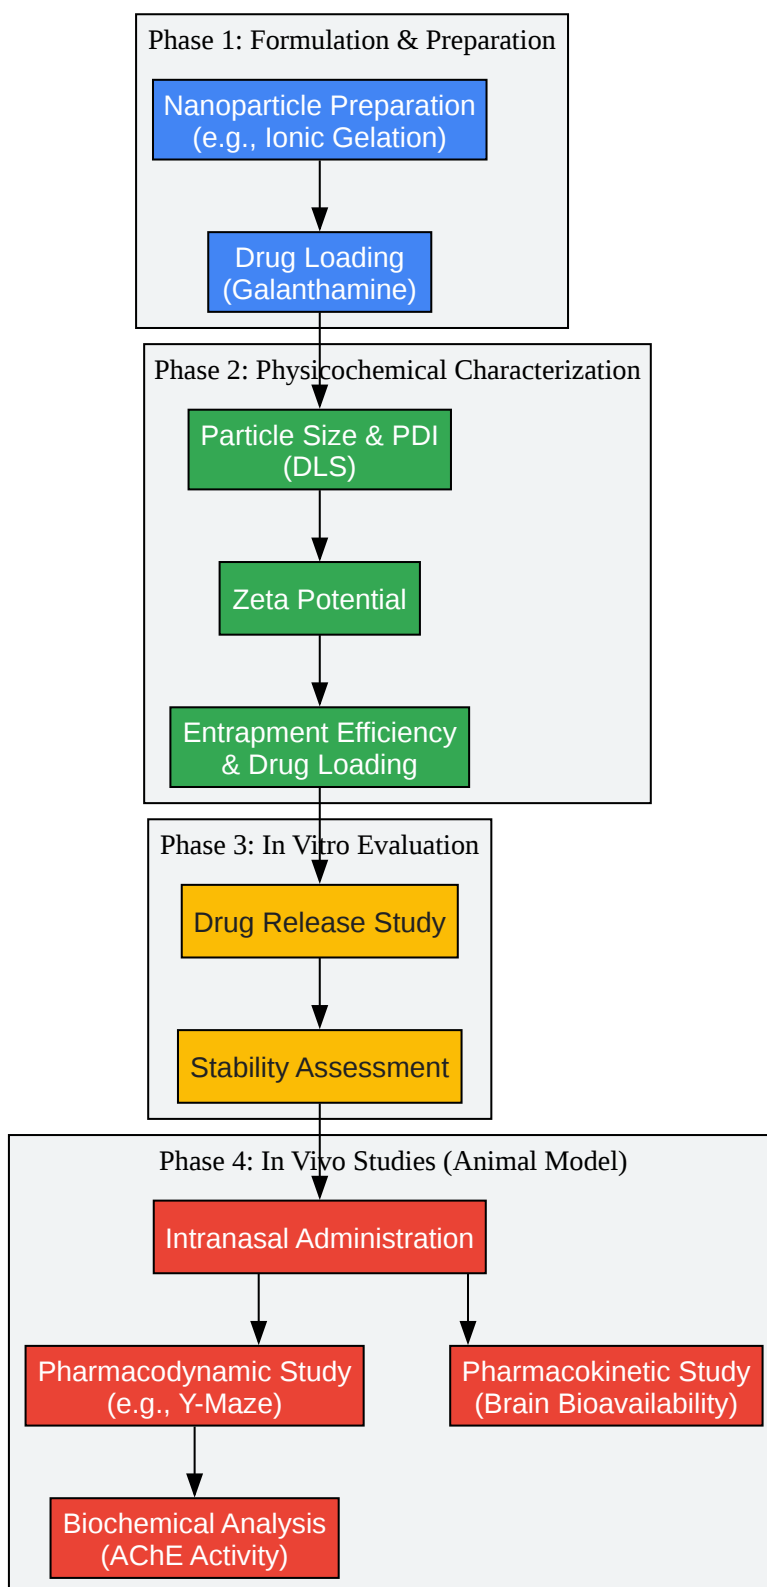 Phase 1: Formulation & Preparation
Nanoparticle Preparation
(e.g., Ionic Gelation)
Drug Loading
(Galanthamine)
Phase 2: Physicochemical Characterization
Particle Size & PDI
(DLS)
Zeta Potential
Entrapment Efficiency
& Drug Loading
Phase 3: In Vitro Evaluation
Drug Release Study
Stability Assessment
Phase 4: In Vivo Studies (Animal Model)
Intranasal Administration
Pharmacodynamic Study
(e.g., Y-Maze)
Pharmacokinetic Study
(Brain Bioavailability)
Biochemical Analysis
(AChE Activity)